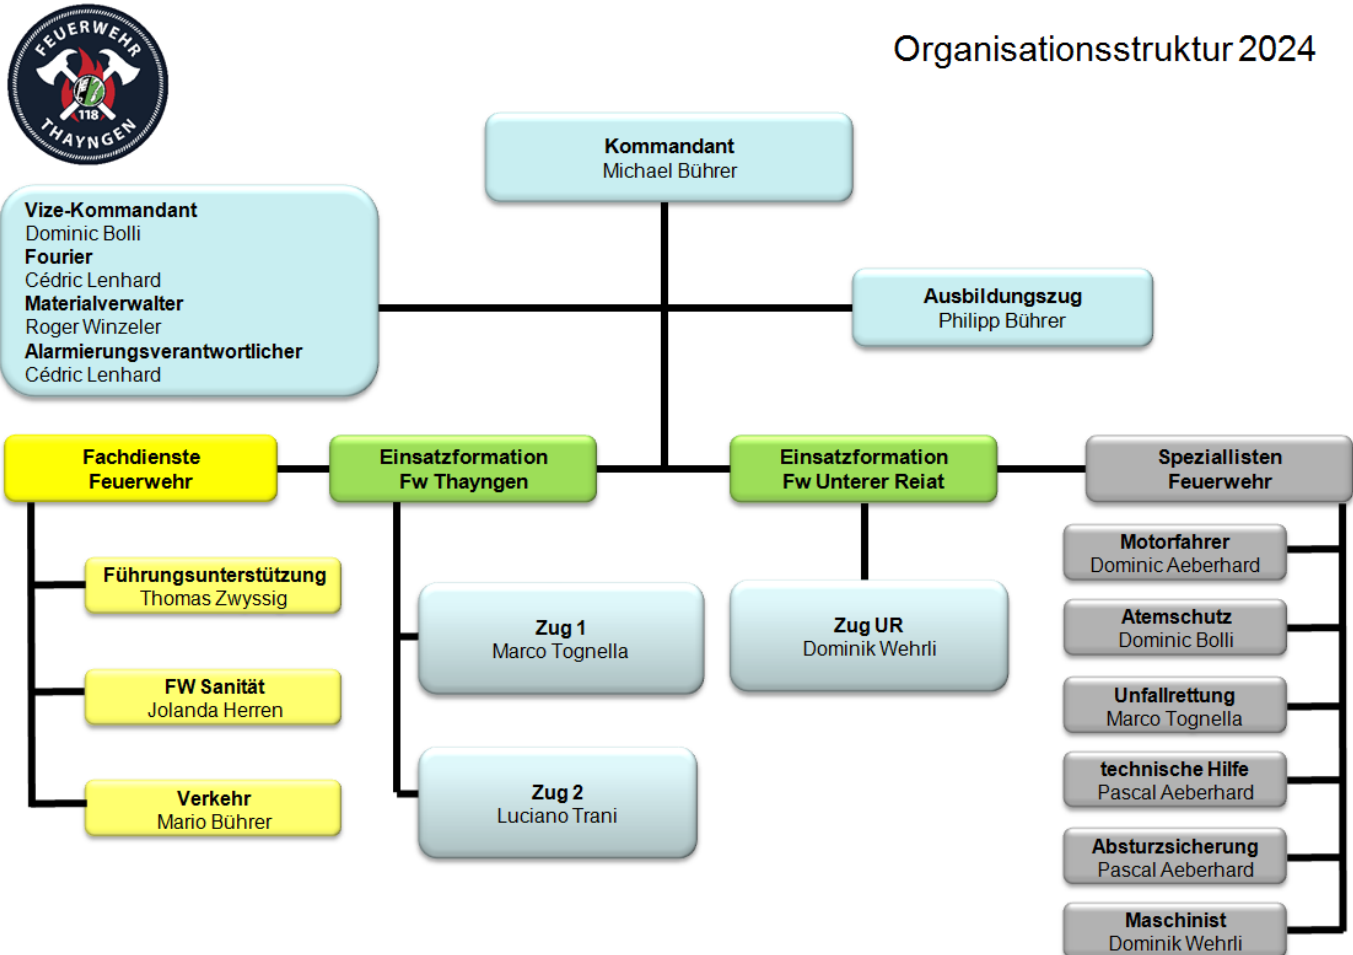 FEUERWEHR
118
THAYNGEN
Organisationsstruktur 2024
Kommandant
Michael Bührer
Vize-Kommandant
Dominic Bolli
Fourier
Cédric Lenhard
Materialverwalter
Roger Winzeler
Alarmierungsverantwortlicher
Cédric Lenhard
Ausbildungszug
Philipp Bührer
Fachdienste
Feuerwehr
Führungsunterstützung
Thomas Zwyssig
FW Sanität
Jolanda Herren
Verkehr
Mario Bührer
Einsatzformation
Fw Thayngen
Zug 1
Marco Tognella
Zug 2
Luciano Trani
Einsatzformation
Fw Unterer Reiat
Zug UR
Dominik Wehrli
Speziallisten
Feuerwehr
Motorfahrer
Dominic Aeberhard
Atemschutz
Dominic Bolli
Unfallrettung
Marco Tognella
technische Hilfe
Pascal Aeberhard
Absturzsicherung
Pascal Aeberhard
Maschinist
Dominik Wehrli